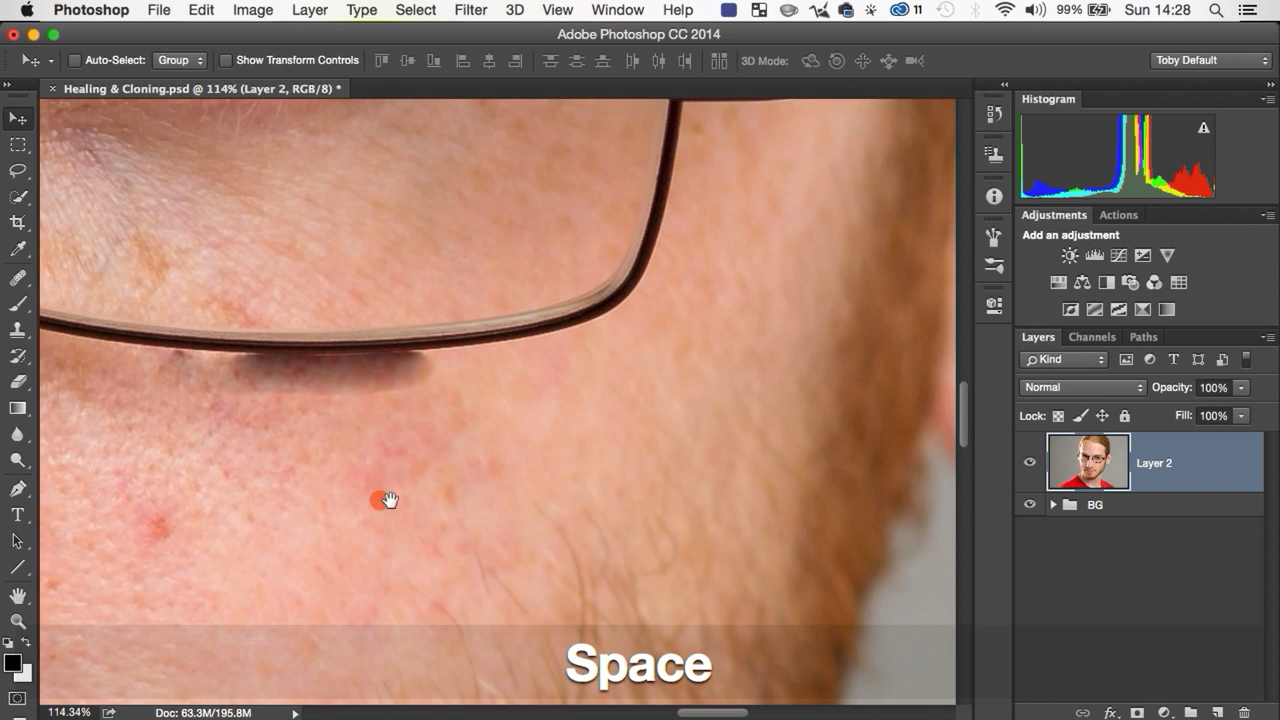 Photoshop File Edit Image Layer Type Select Filter 3D View Window Help 11 99% Sun 14:28
Adobe Photoshop CC 2014
Auto-Select: Group Show Transform Controls 3D Mode: Toby Default
× Healing & Cloning.psd @ 114% (Layer 2, RGB/8) *
Histogram
Adjustments Actions
Add an adjustment
Layers Channels Paths
Kind T
Normal Opacity: 100%
Lock: Fill: 100%
Layer 2
BG
T
Space
114.34% Doc: 63.3M/195.8M
fx